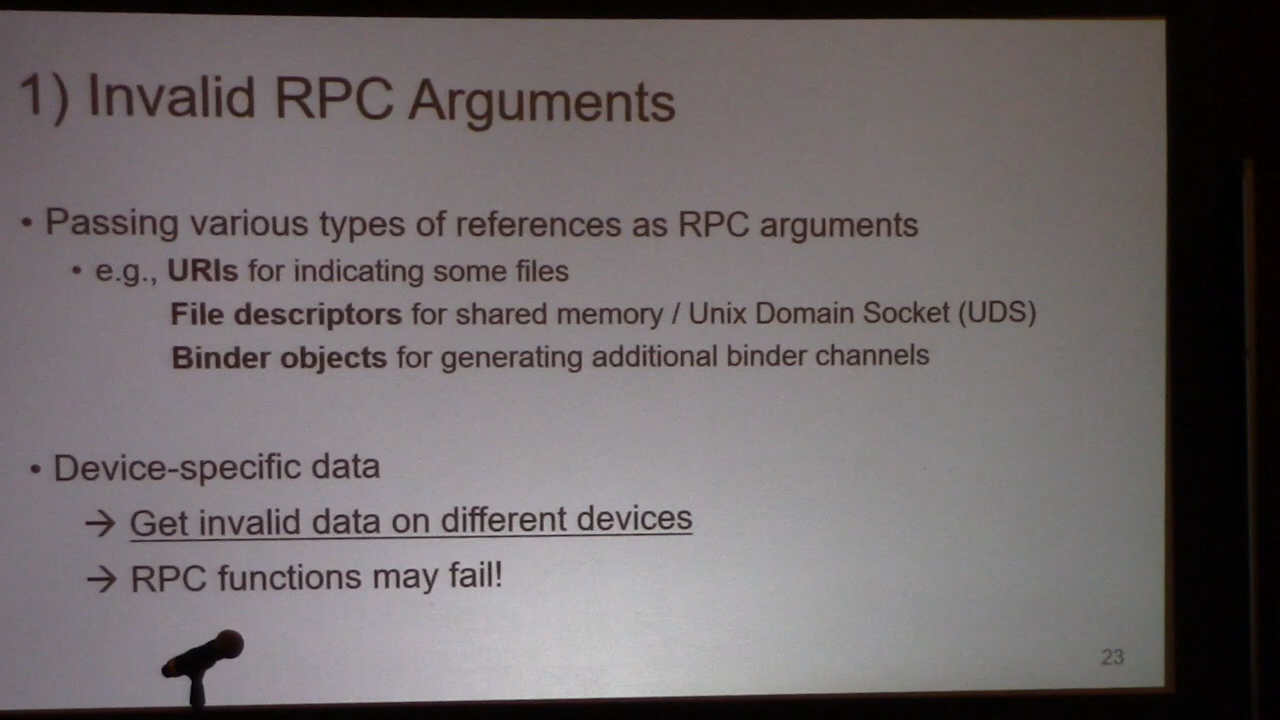 1) Invalid RPC Arguments
• Passing various types of references as RPC arguments
• e.g., URIs for indicating some files
File descriptors for shared memory / Unix Domain Socket (UDS)
Binder objects for generating additional binder channels
• Device-specific data
→ Get invalid data on different devices
→ RPC functions may fail!
23